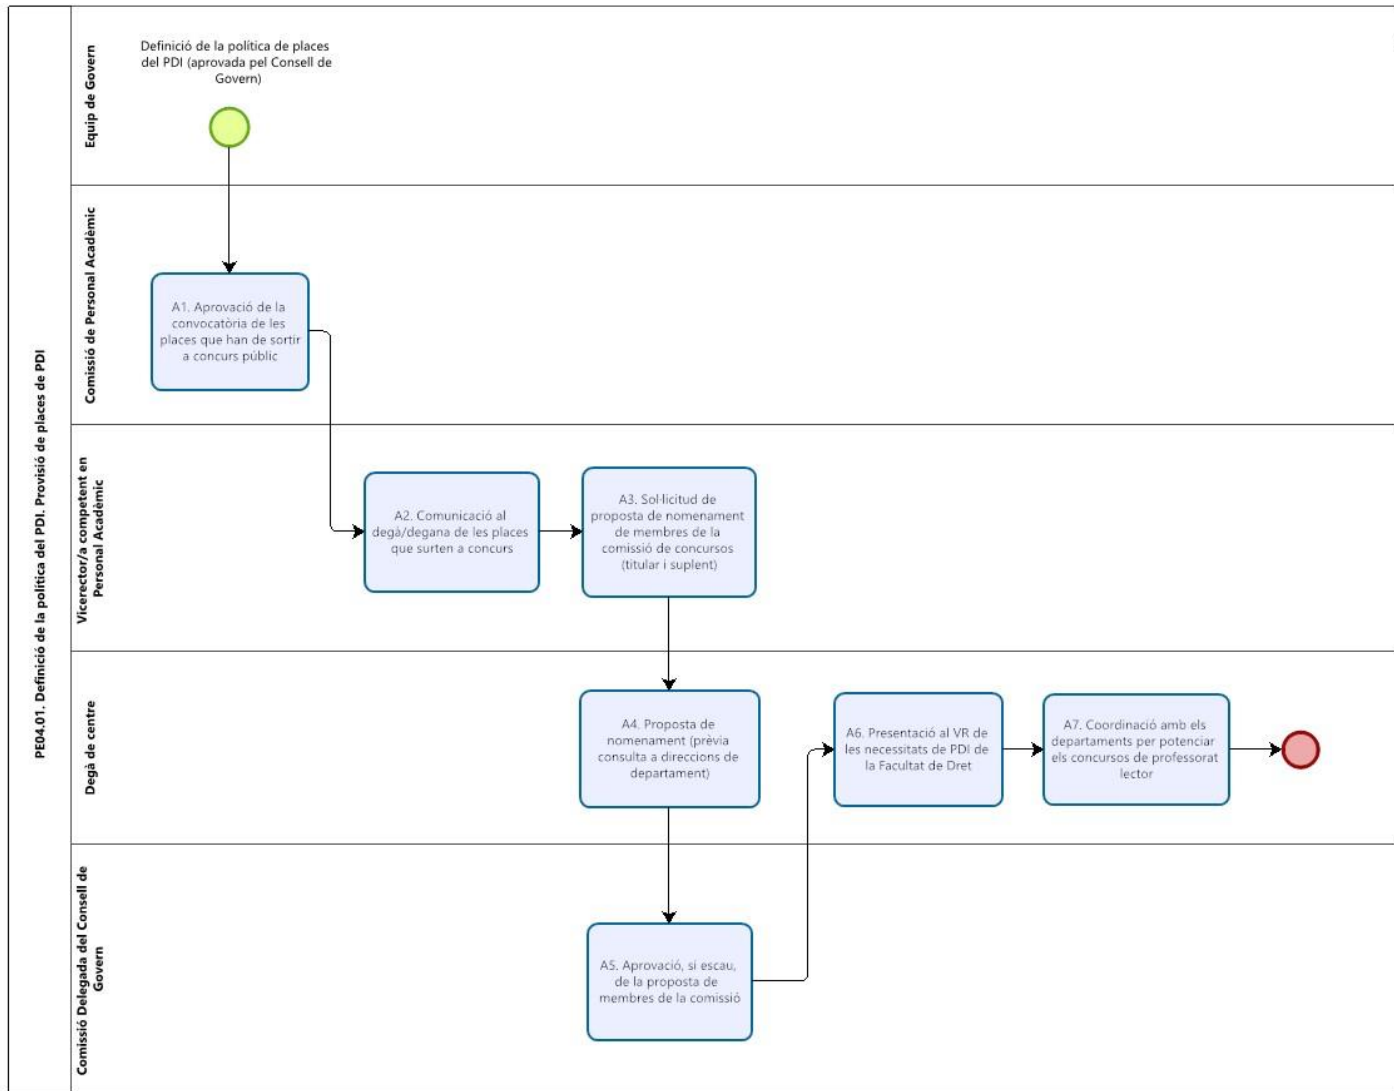 PE04.01. Definició de la política del PDI. Provisió de places de PDI
Equip de Govern
Definició de la política de places
del PDI (aprovada pel Consell de
Govern)
Comissió de Personal Acadèmic
A1. Aprovació de la
convocatòria de les
places que han de sortir
a concurs públic
Vicerector/a competent en
Personal Acadèmic
A2. Comunicació al
degà/degana de les places
que surten a concurs
A3. Sol·licitud de
proposta de nomenament
de membres de la
comissió de concursos
(titular i suplent)
Degà de centre
A4. Proposta de
nomenament (prèvia
consulta a direccions de
departament)
A6. Presentació al VR de
les necessitats de PDI de
la Facultat de Dret
A7. Coordinació amb els
departaments per potenciar
els concursos de professorat
lector
Comissió Delegada del Consell de
Govern
A5. Aprovació, si escau,
de la proposta de
membres de la comissió